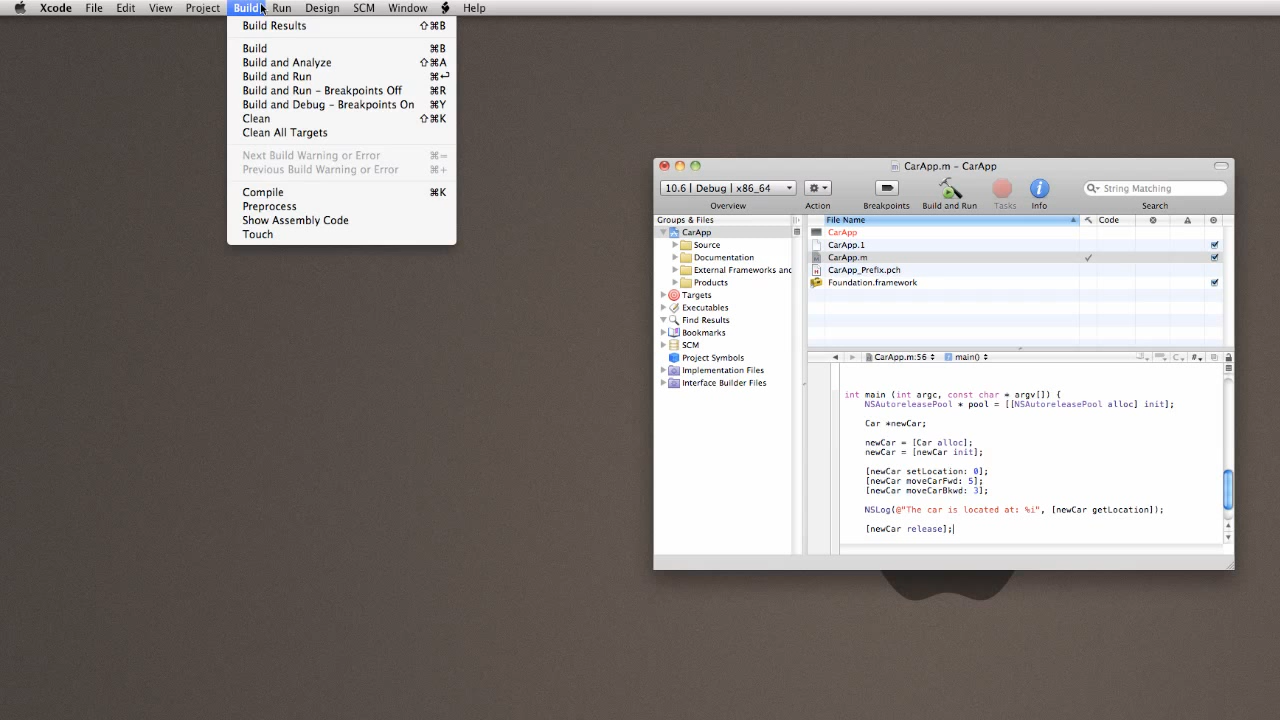 Xcode File Edit View Project Build Run Design SCM Window Help
Build Results ⇧⌘B
Build ⌘B
Build and Analyze ⇧⌘A
Build and Run ⌘↩
Build and Run – Breakpoints Off ⌘R
Build and Debug – Breakpoints On ⌘Y
Clean ⇧⌘K
Clean All Targets
Next Build Warning or Error ⌘=
Previous Build Warning or Error ⌘+
Compile ⌘K
Preprocess
Show Assembly Code
Touch
CarApp.m – CarApp
10.6 | Debug | x86_64
String Matching
Overview Action Breakpoints Build and Run Tasks Info Search
Groups & Files
CarApp
Source
Documentation
External Frameworks and
Products
Targets
Executables
Find Results
Bookmarks
SCM
Project Symbols
Implementation Files
Interface Builder Files
File Name Code
CarApp
CarApp.1
CarApp.m
CarApp_Prefix.pch
Foundation.framework
CarApp.m:56 main()
int main (int argc, const char * argv[]) {
NSAutoreleasePool * pool = [[NSAutoreleasePool alloc] init];
Car *newCar;
newCar = [Car alloc];
newCar = [newCar init];
[newCar setLocation: 0];
[newCar moveCarFwd: 5];
[newCar moveCarBkwd: 3];
NSLog(@"The car is located at: %i", [newCar getLocation]);
[newCar release];